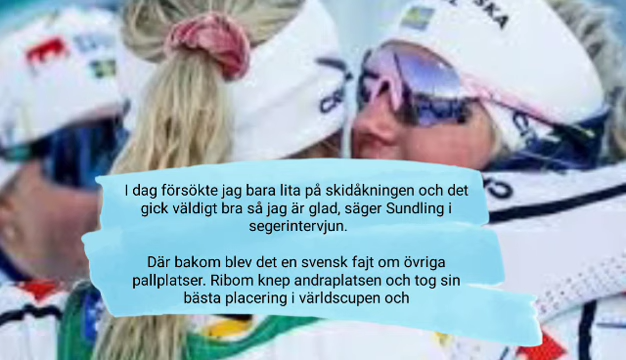 SKA
I dag försökte jag bara lita på skidåkningen och det
gick väldigt bra så jag är glad, säger Sundling i
segerintervjun.
Där bakom blev det en svensk fajt om övriga
pallplatser. Ribom knep andraplatsen och tog sin
bästa placering i världscupen och